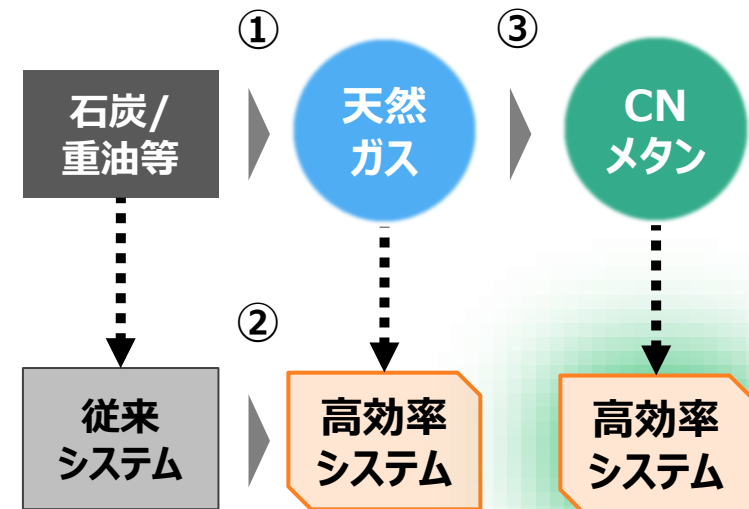 ①
③
石炭/
重油等
天然
ガス
CN
メタン
②
従来
システム
高効率
システム
高効率
システム